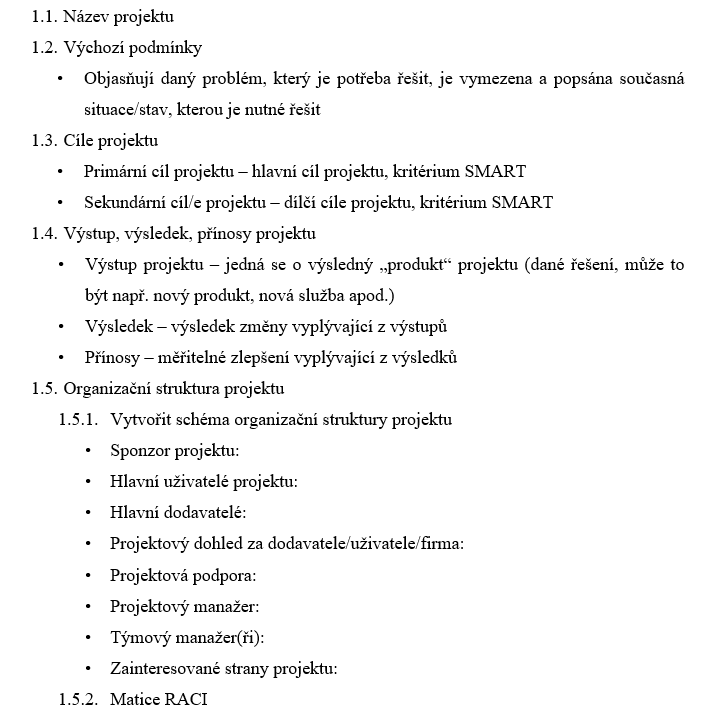 1.1. Název projektu
1.2. Výchozí podmínky
• Objasňují daný problém, který je potřeba řešit, je vymezena a popsána současná
situace/stav, kterou je nutné řešit
1.3. Cíle projektu
• Primární cíl projektu – hlavní cíl projektu, kritérium SMART
• Sekundární cíl/e projektu – dílčí cíle projektu, kritérium SMART
1.4. Výstup, výsledek, přínosy projektu
• Výstup projektu – jedná se o výsledný „produkt“ projektu (dané řešení, může to
být např. nový produkt, nová služba apod.)
• Výsledek – výsledek změny vyplývající z výstupů
• Přínosy – měřitelné zlepšení vyplývající z výsledků
1.5. Organizační struktura projektu
1.5.1. Vytvořit schéma organizační struktury projektu
• Sponzor projektu:
• Hlavní uživatelé projektu:
• Hlavní dodavatelé:
• Projektový dohled za dodavatele/uživatele/firma:
• Projektová podpora:
• Projektový manažer:
• Týmový manažer(ři):
• Zainteresované strany projektu:
1.5.2. Matice RACI